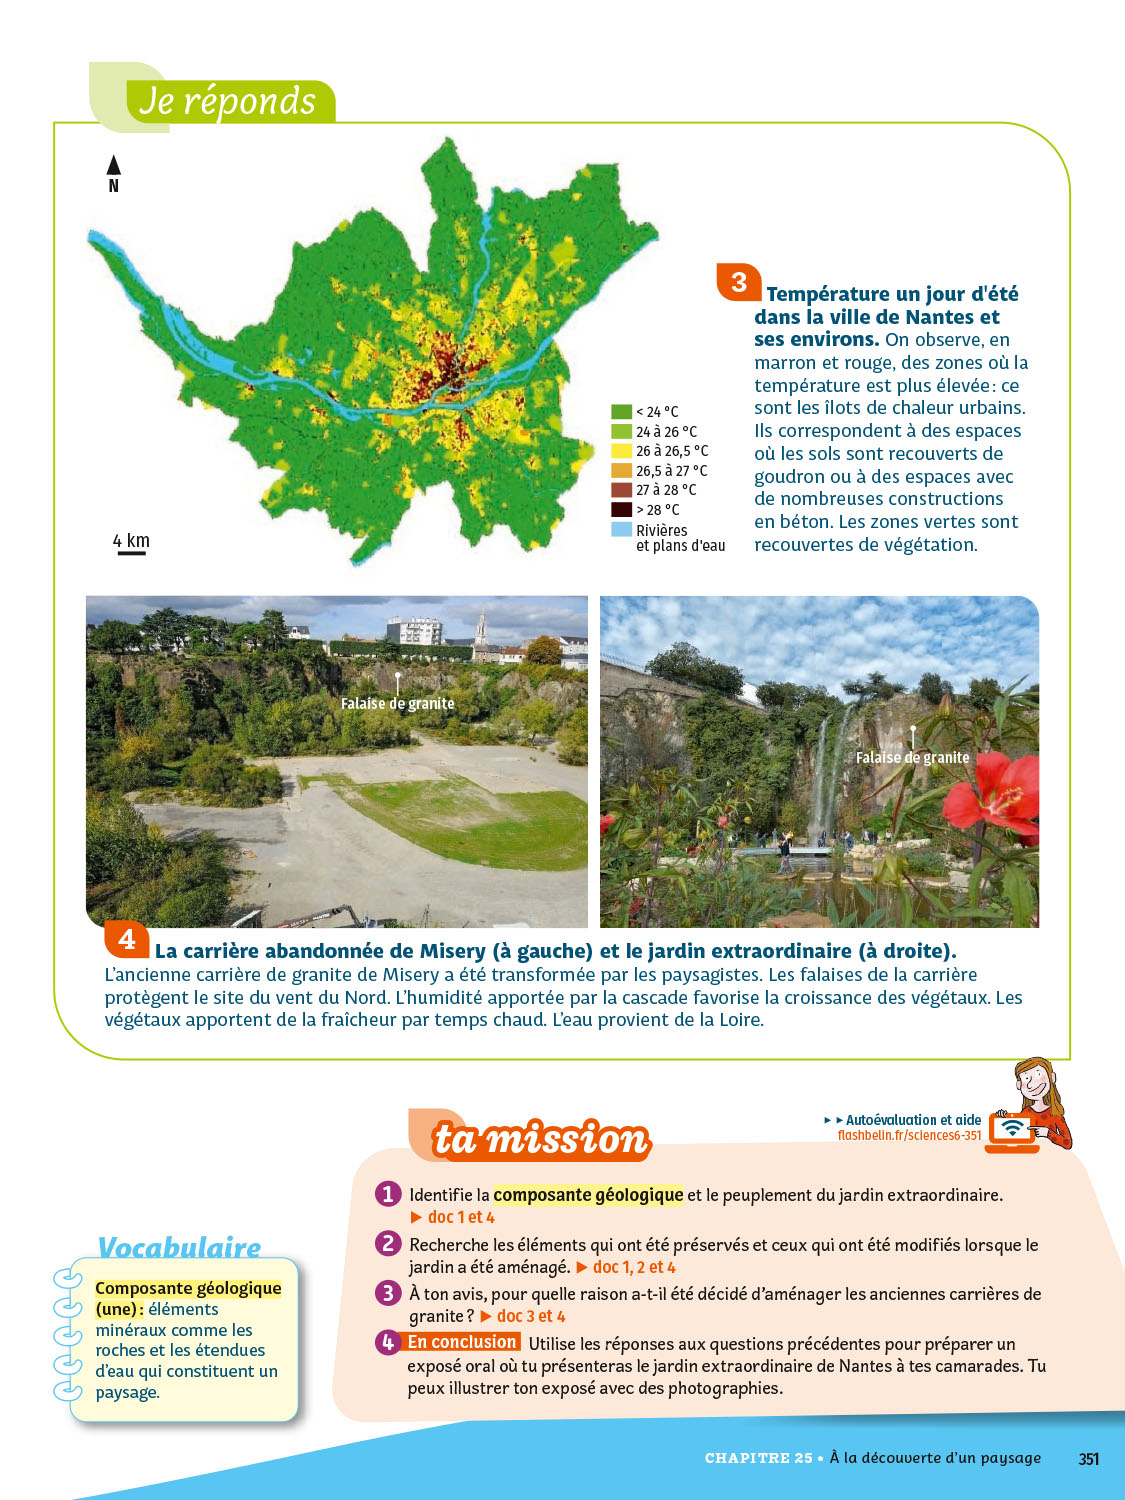 Je réponds
N
4 km
< 24 °C
24 à 26 °C
26 à 26,5 °C
26,5 à 27 °C
27 à 28 °C
> 28 °C
Rivières
et plans d'eau
3 Température un jour d'été
dans la ville de Nantes et
ses environs. On observe, en
marron et rouge, des zones où la
température est plus élevée : ce
sont les îlots de chaleur urbains.
Ils correspondent à des espaces
où les sols sont recouverts de
goudron ou à des espaces avec
de nombreuses constructions
en béton. Les zones vertes sont
recouvertes de végétation.
Falaise de granite
Falaise de granite
4 La carrière abandonnée de Misery (à gauche) et le jardin extraordinaire (à droite).
L'ancienne carrière de granite de Misery a été transformée par les paysagistes. Les falaises de la carrière
protègent le site du vent du Nord. L'humidité apportée par la cascade favorise la croissance des végétaux. Les
végétaux apportent de la fraîcheur par temps chaud. L'eau provient de la Loire.
ta mission
▶ ▶ Autoévaluation et aide
flashbelin.fr/sciences6-351
1 Identifie la composante géologique et le peuplement du jardin extraordinaire.
▶ doc 1 et 4
2 Recherche les éléments qui ont été préservés et ceux qui ont été modifiés lorsque le
jardin a été aménagé. ▶ doc 1, 2 et 4
3 À ton avis, pour quelle raison a-t-il été décidé d'aménager les anciennes carrières de
granite ? ▶ doc 3 et 4
4 En conclusion Utilise les réponses aux questions précédentes pour préparer un
exposé oral où tu présenteras le jardin extraordinaire de Nantes à tes camarades. Tu
peux illustrer ton exposé avec des photographies.
Vocabulaire
Composante géologique
(une) : éléments
minéraux comme les
roches et les étendues
d'eau qui constituent un
paysage.
CHAPITRE 25 • À la découverte d'un paysage
351